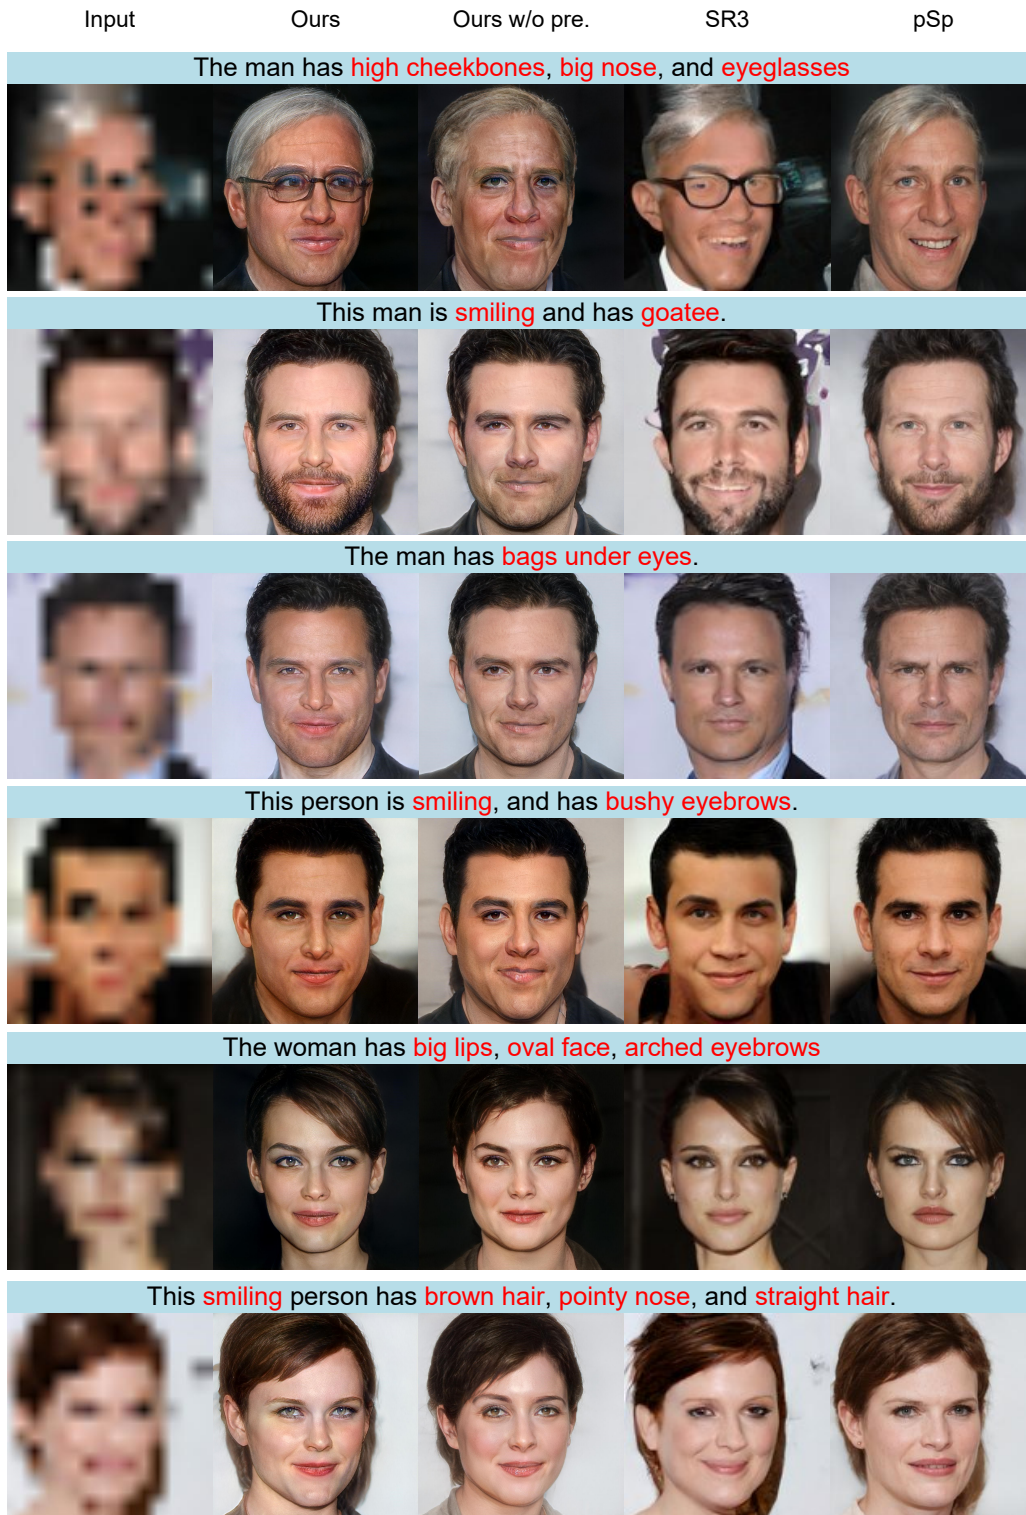 Input Ours Ours w/o pre. SR3 pSp
The man has high cheekbones, big nose, and eyeglasses
This man is smiling and has goatee.
The man has bags under eyes.
This person is smiling, and has bushy eyebrows.
The woman has big lips, oval face, arched eyebrows
This smiling person has brown hair, pointy nose, and straight hair.